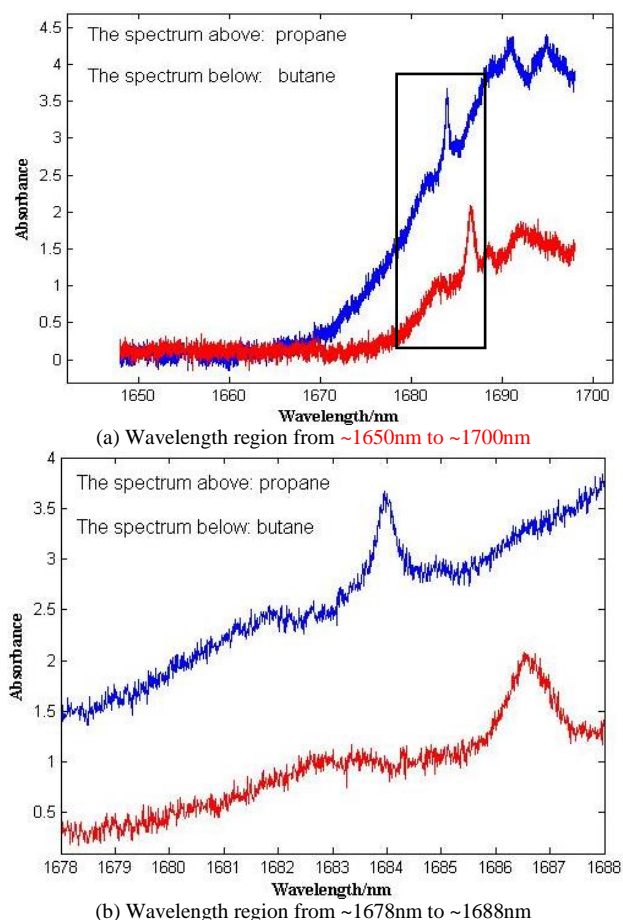 The spectrum above: propane
The spectrum below: butane
4.5
4
3.5
3
2.5
2
1.5
1
0.5
0
Absorbance
1650 1660 1670 1680 1690 1700
Wavelength/nm
(a) Wavelength region from ~1650nm to ~1700nm
The spectrum above: propane
The spectrum below: butane
4
3.5
3
2.5
2
1.5
1
0.5
Absorbance
1678 1679 1680 1681 1682 1683 1684 1685 1686 1687 1688
Wavelength/nm
(b) Wavelength region from ~1678nm to ~1688nm